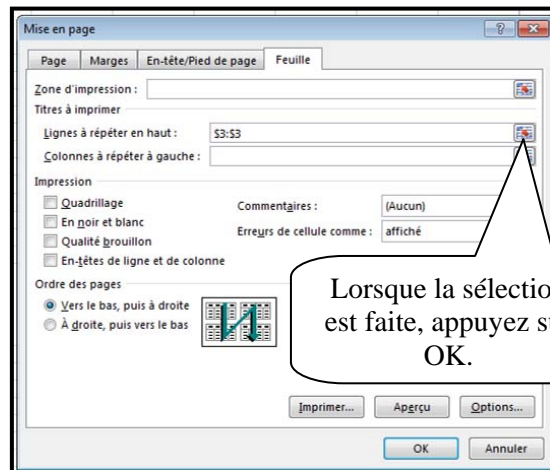 Mise en page
Page Marges En-tête/Pied de page Feuille
Zone d'impression :
Titres à imprimer
Lignes à répéter en haut : $3:$3
Colonnes à répéter à gauche :
Impression
Quadrillage
En noir et blanc
Qualité brouillon
En-têtes de ligne et de colonne
Commentaires : (Aucun)
Erreurs de cellule comme : affiché
Ordre des pages
Vers le bas, puis à droite
À droite, puis vers le bas
Lorsque la sélectio
est faite, appuyez s
OK.
Imprimer... Aperçu Options...
OK Annuler